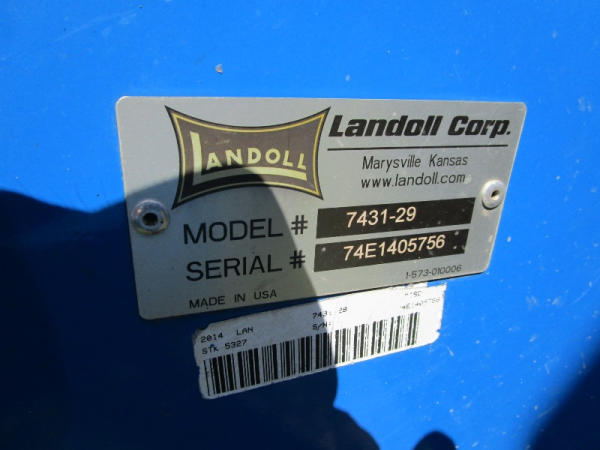 LANDOLL
Landoll Corp.
Marysville Kansas
www.landoll.com
MODEL # 7431-29
SERIAL # 74E1405756
1-573-010006
MADE IN USA
2014 LAN
STK 5327
S/N: